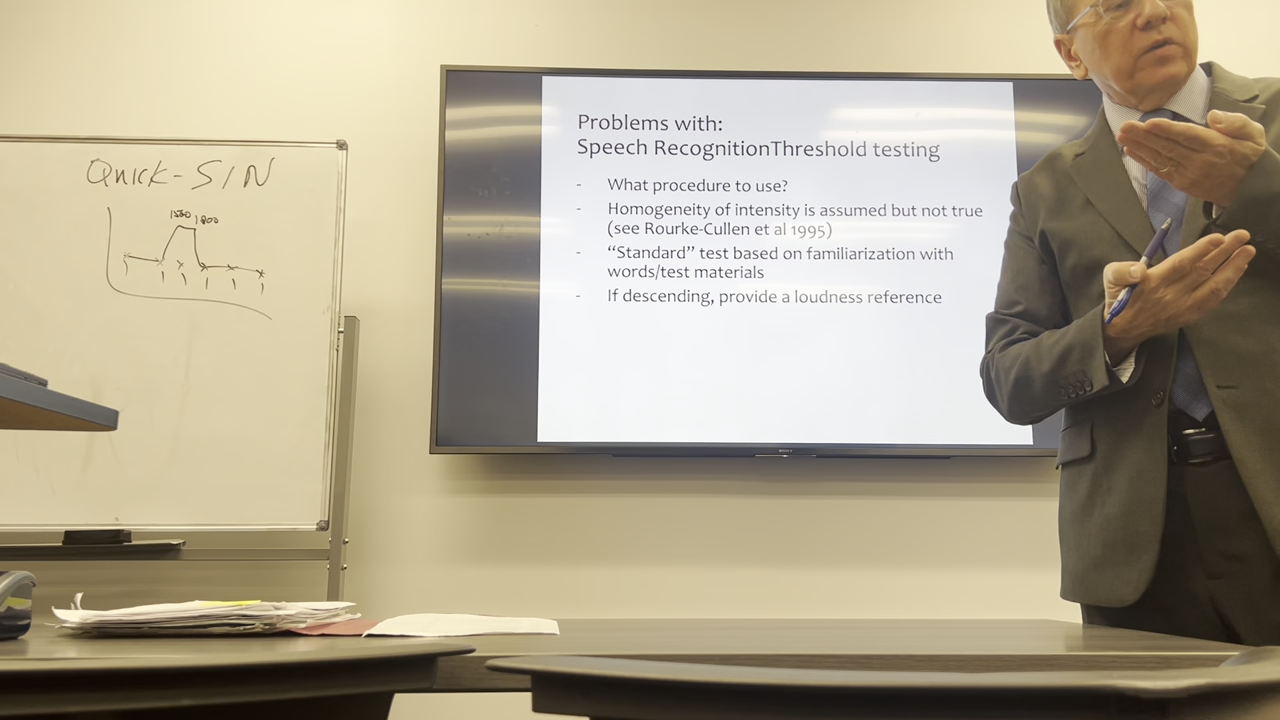 Quick-SIN
1500 1800
Problems with:
Speech RecognitionThreshold testing
- What procedure to use?
- Homogeneity of intensity is assumed but not true
(see Rourke-Cullen et al 1995)
- “Standard” test based on familiarization with
words/test materials
- If descending, provide a loudness reference
SONY